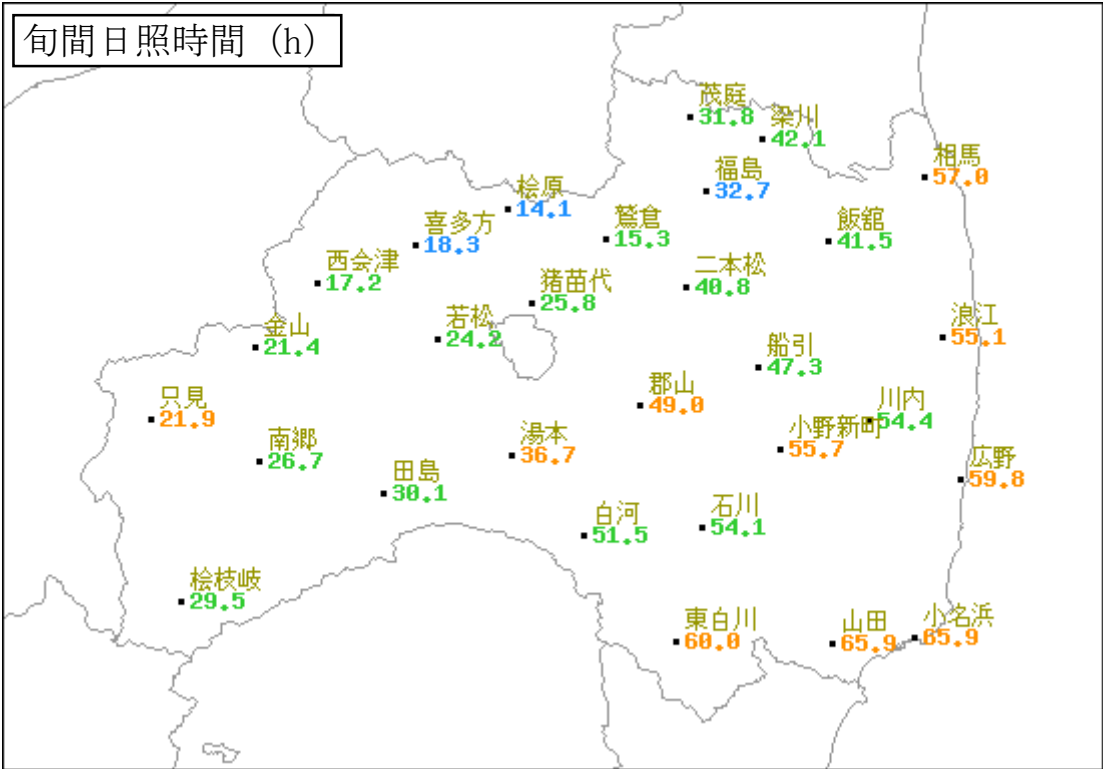 旬間日照時間 (h)
茂庭
31.8
梁川
42.1
相馬
57.0
福島
32.7
桧原
14.1
鷲倉
15.3
飯舘
41.5
喜多方
18.3
西会津
17.2
二本松
40.8
猪苗代
25.8
若松
24.2
金山
21.4
浪江
55.1
船引
47.3
郡山
49.0
只見
21.9
川内
54.4
小野新町
55.7
湯本
36.7
南郷
26.7
広野
59.8
田島
30.1
白河
51.5
石川
54.1
桧枝岐
29.5
東白川
60.0
山田
65.9
小名浜
65.9